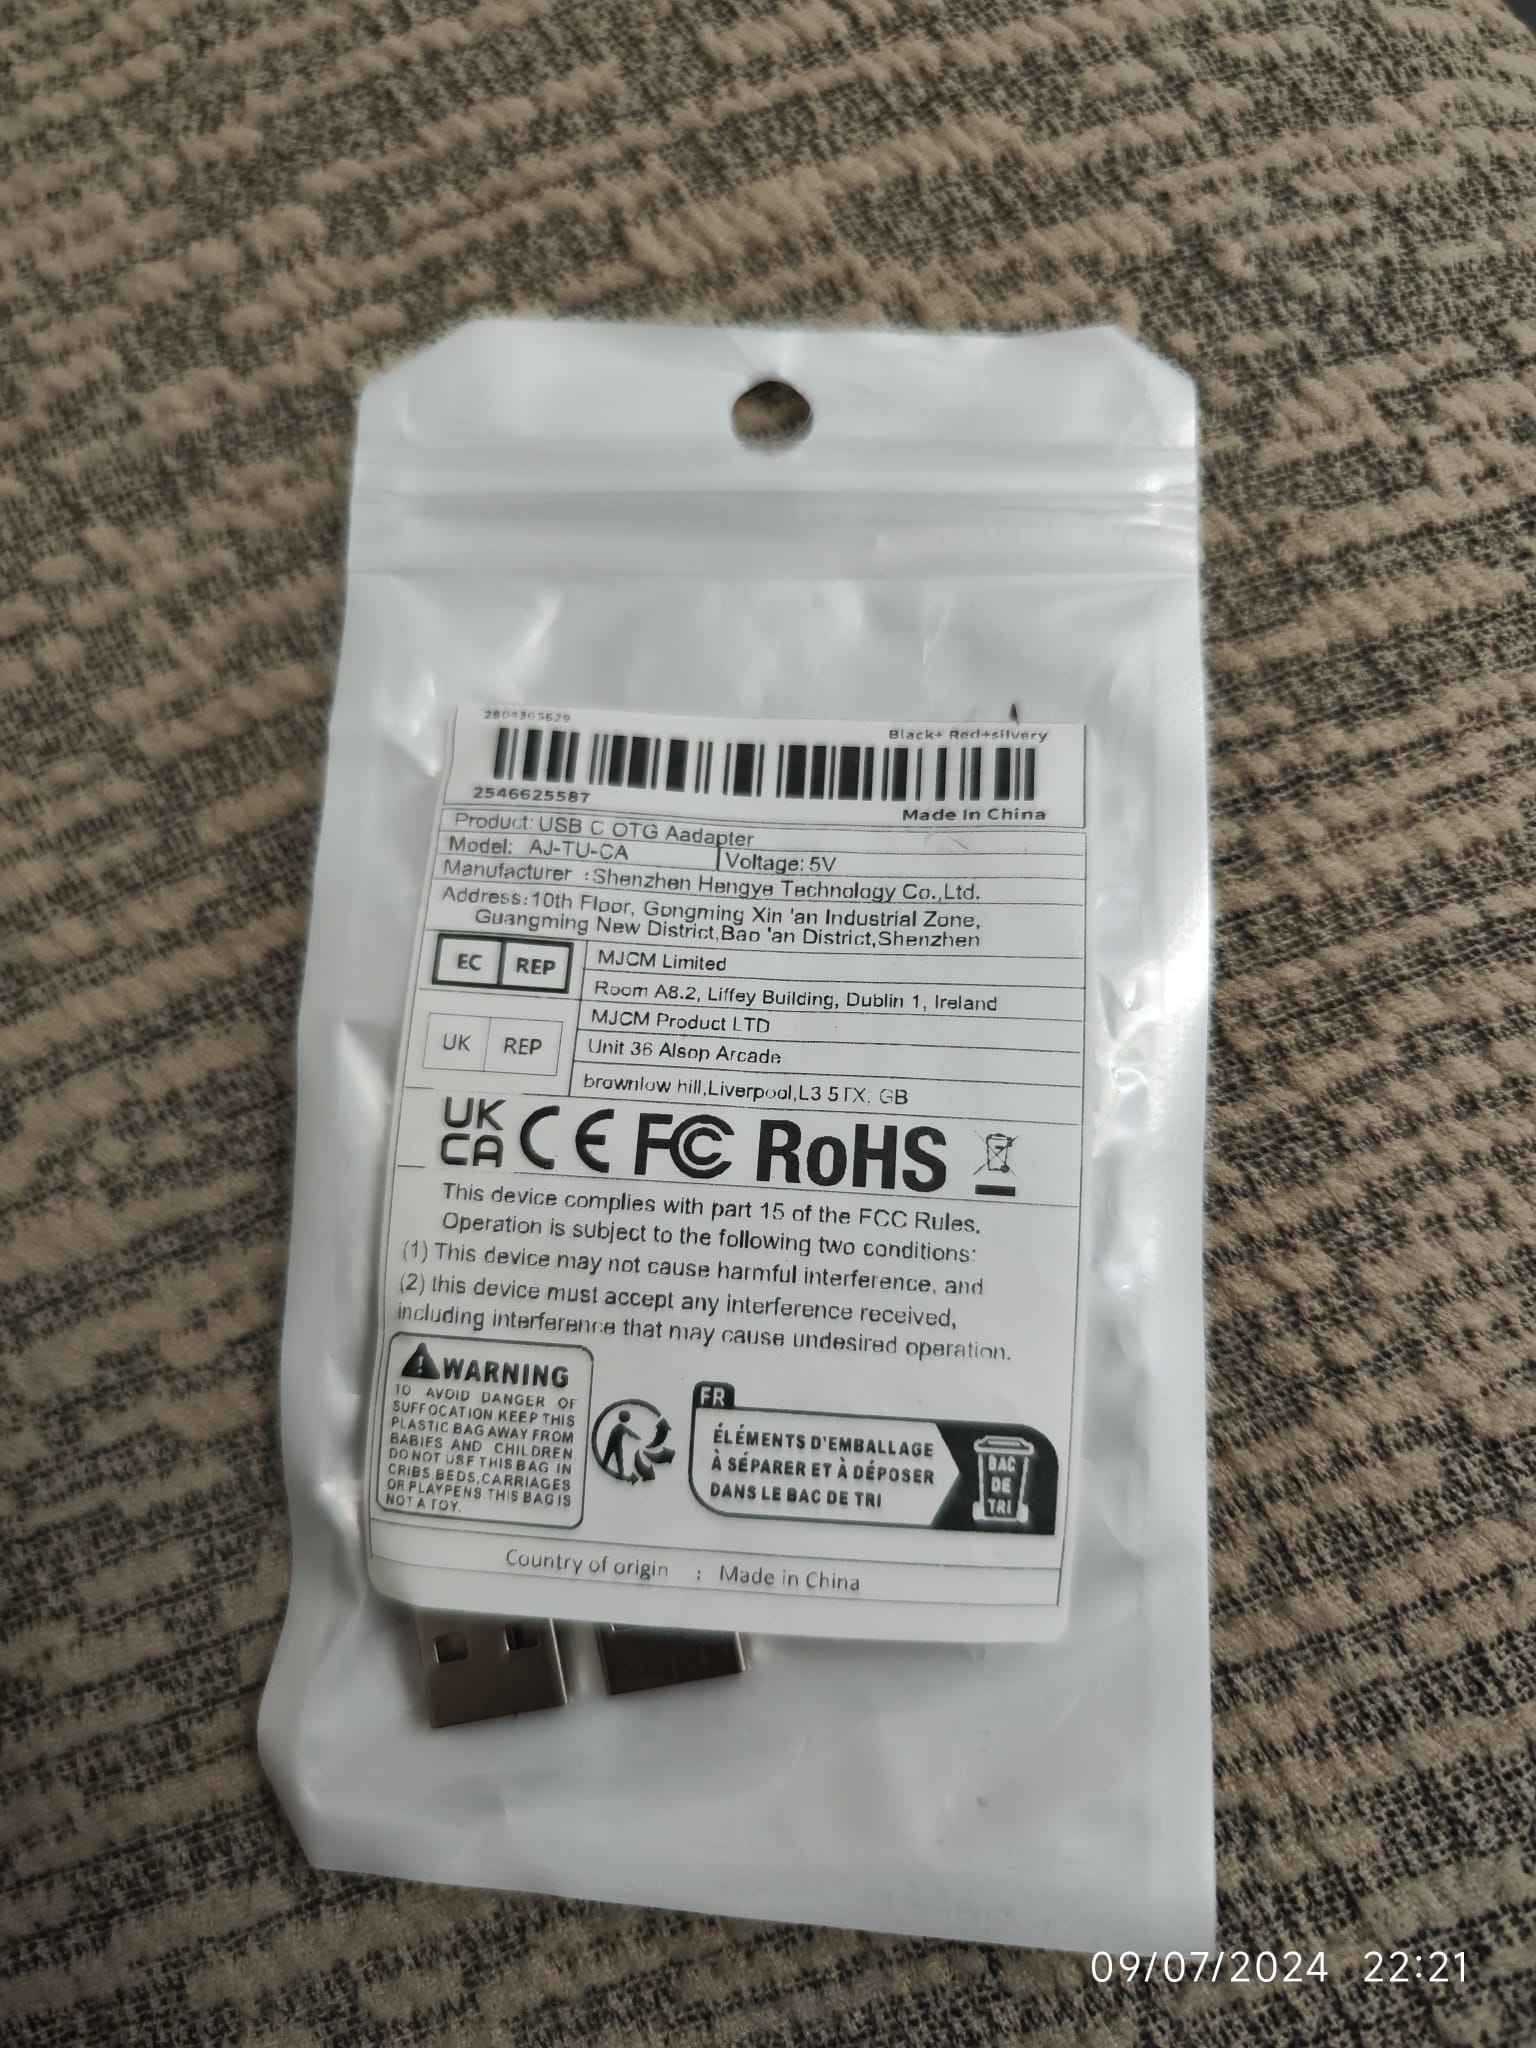 2804365629
Black+ Red+silvery
2546625587
Made In China
Product: USB C OTG Aadapter
Model: AJ-TU-CA
Voltage: 5V
Manufacturer :Shenzhen Hengye Technology Co.,Ltd.
Address:10th Floor, Gongming Xin 'an Industrial Zone,
Guangming New District,Bao 'an District,Shenzhen
EC REP
MJCM Limited
Room A8.2, Liffey Building, Dublin 1, Ireland
UK REP
MJCM Product LTD
Unit 36 Alsop Arcade
brownlow hill,Liverpool,L3 5TX, GB
UK
CA CE FC RoHS
This device complies with part 15 of the FCC Rules.
Operation is subject to the following two conditions:
(1) This device may not cause harmful interference, and
(2) this device must accept any interference received,
including interference that may cause undesired operation.
WARNING
TO AVOID DANGER OF
SUFFOCATION KEEP THIS
PLASTIC BAG AWAY FROM
BABIES AND CHILDREN.
DO NOT USE THIS BAG IN
CRIBS,BEDS,CARRIAGES
OR PLAYPENS.THIS BAG IS
NOT A TOY.
FR
ÉLÉMENTS D'EMBALLAGE
À SÉPARER ET À DÉPOSER
DANS LE BAC DE TRI
BAC
DE
TRI
Country of origin : Made in China
09/07/2024 22:21